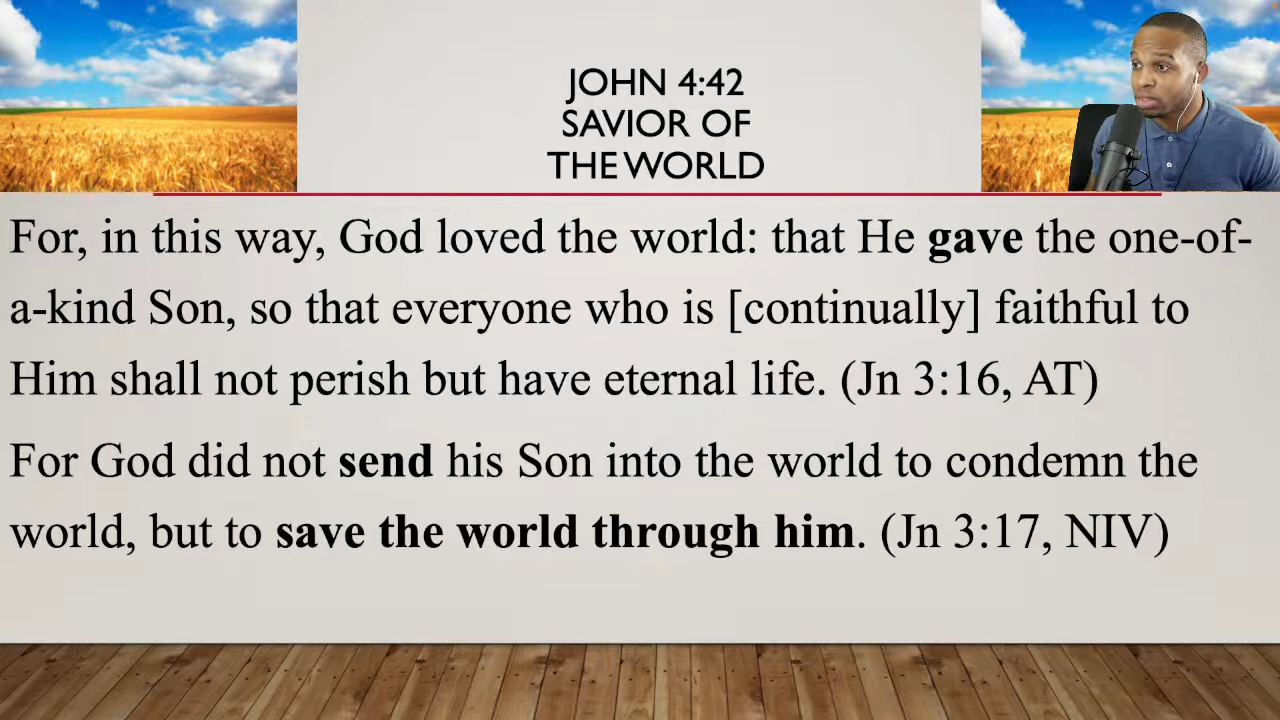 JOHN 4:42
SAVIOR OF
THE WORLD
For, in this way, God loved the world: that He gave the one-of-
a-kind Son, so that everyone who is [continually] faithful to
Him shall not perish but have eternal life. (Jn 3:16, AT)
For God did not send his Son into the world to condemn the
world, but to save the world through him. (Jn 3:17, NIV)